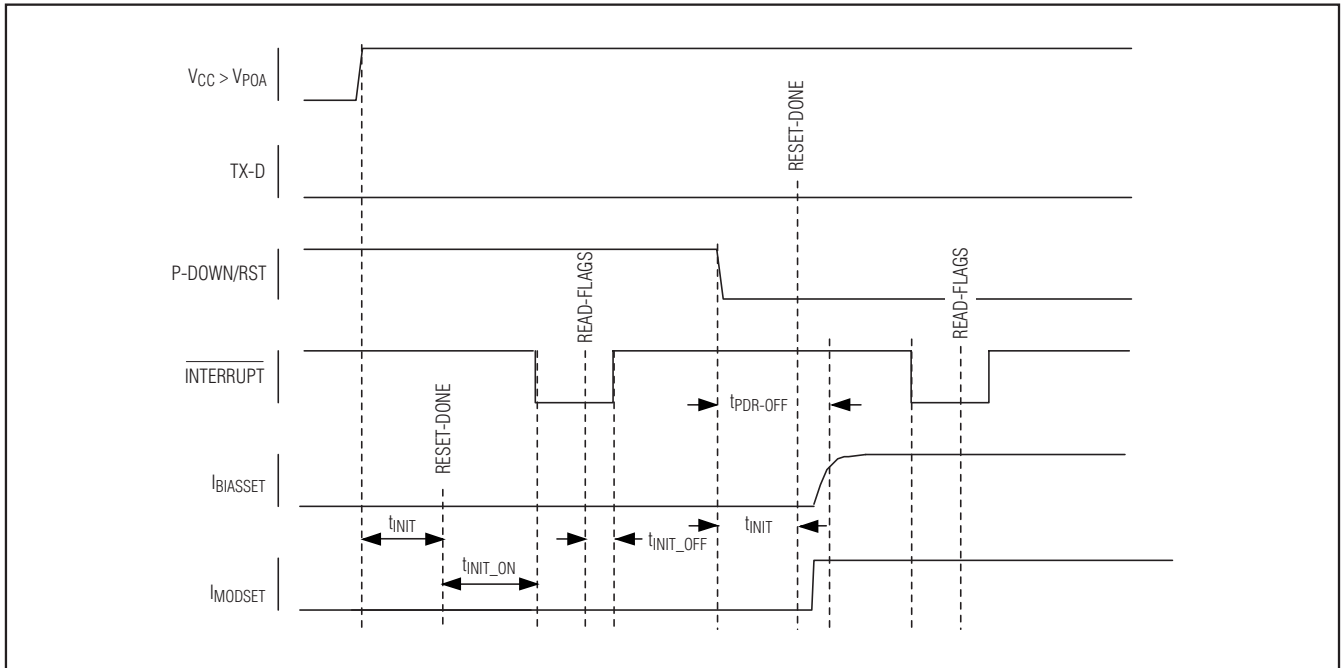 VCC > VPOA
RESET-DONE
TX-D
P-DOWN/RST
READ-FLAGS
READ-FLAGS
INTERRUPT
tPDR-OFF
RESET-DONE
IBIASSET
tINIT
tINIT_OFF
tINIT
tINIT_ON
IMODSET